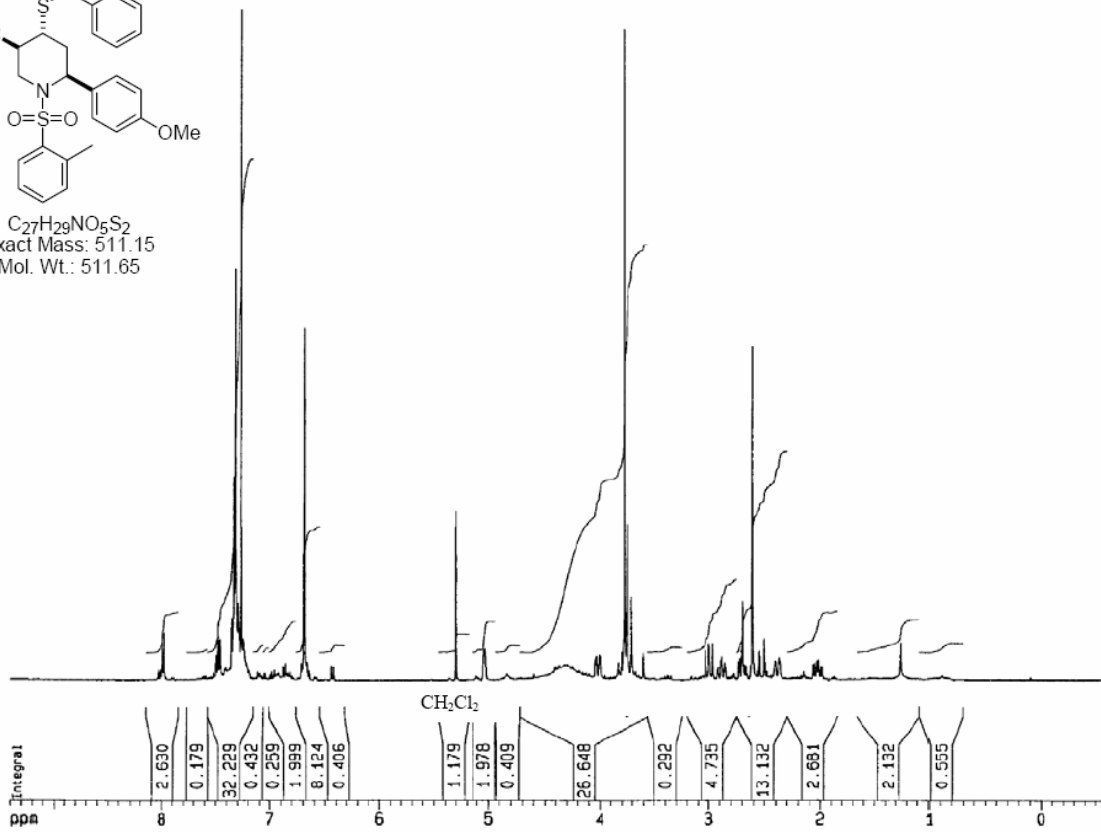 S
N
O=S=O
OMe
C27H29NO5S2
xact Mass: 511.15
Mol. Wt.: 511.65
CH2Cl2
Integral
2.630
0.179
32.229
0.432
0.259
1.999
8.124
0.406
1.179
1.978
0.409
26.648
0.292
4.735
13.132
2.681
2.132
0.555
ppm 8 7 6 5 4 3 2 1 0